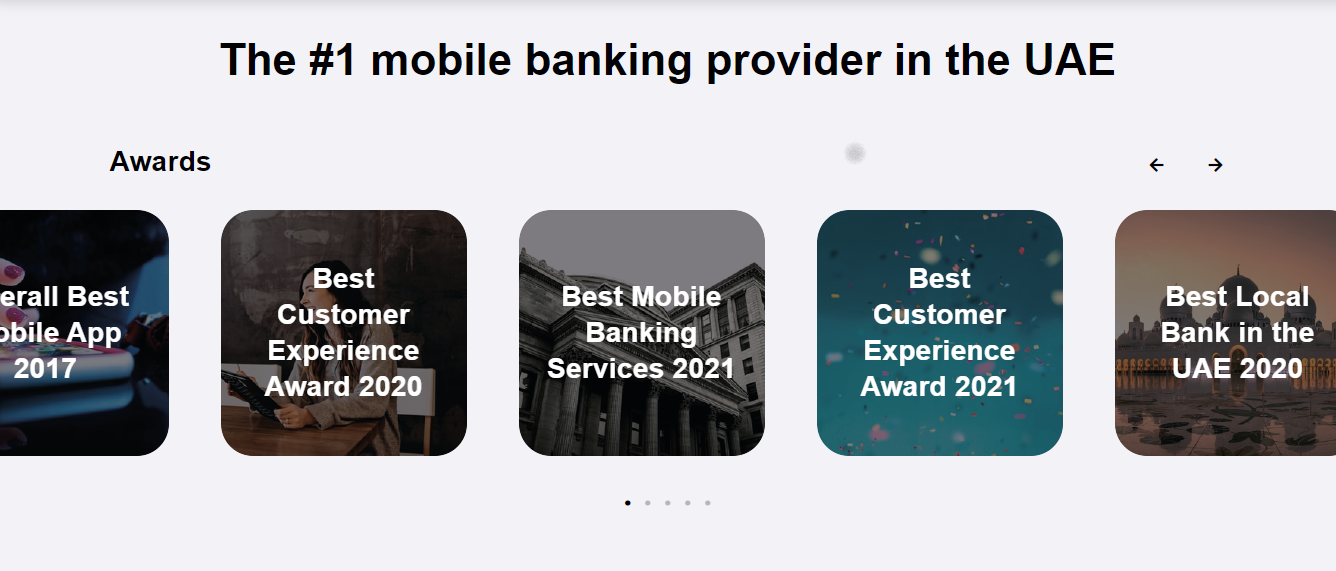 The #1 mobile banking provider in the UAE
Awards
erall Best
obile App
2017
Best
Customer
Experience
Award 2020
Best Mobile
Banking
Services 2021
Best
Customer
Experience
Award 2021
Best Local
Bank in the
UAE 2020